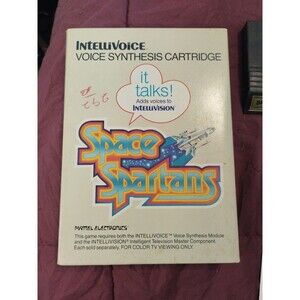 INTELLIVOICE
VOICE SYNTHESIS CARTRIDGE
it
talks!
Adds voices to
INTELLIVISION
Space
Spartans
MATTEL ELECTRONICS
This game requires both the INTELLIVOICE™ Voice Synthesis Module
and the INTELLIVISION® Intelligent Television Master Component.
Each sold separately. FOR COLOR TV VIEWING ONLY.